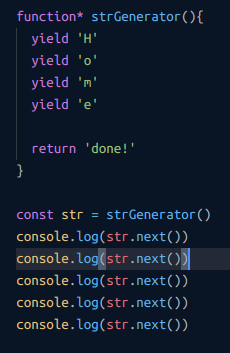 function* strGenerator(){
  yield 'H'
  yield 'o'
  yield 'm'
  yield 'e'

  return 'done!'
}

const str = strGenerator()
console.log(str.next())
console.log(str.next())
console.log(str.next())
console.log(str.next())
console.log(str.next())